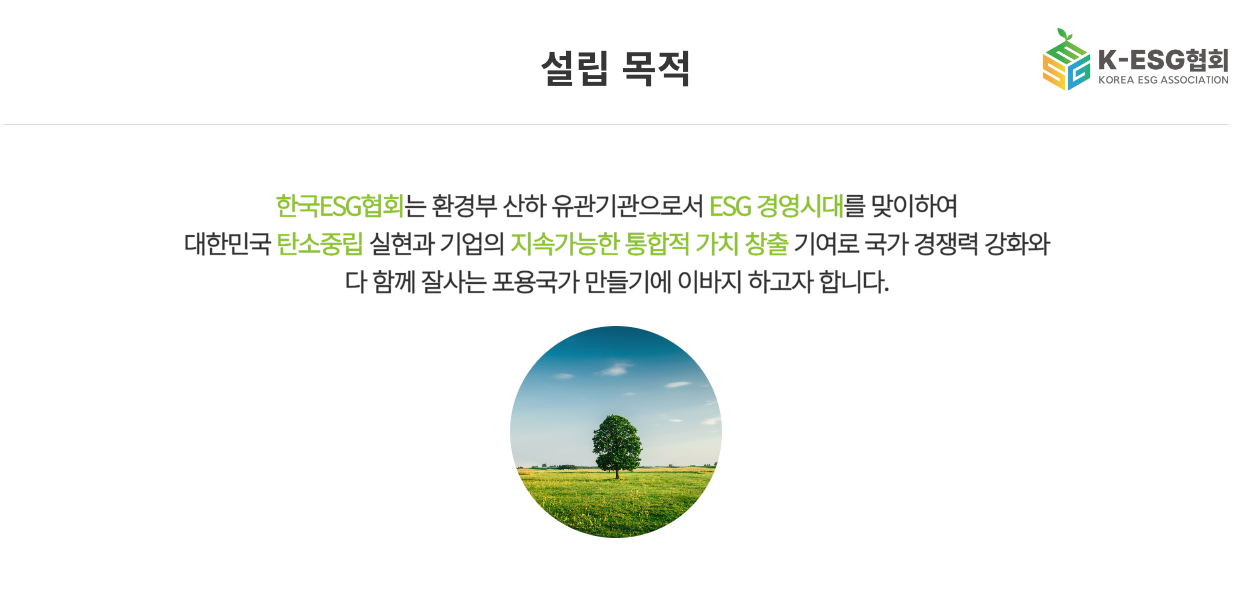 설립 목적
K-ESG협회
KOREA ESG ASSOCIATION
한국ESG협회는 환경부 산하 유관기관으로서 ESG 경영시대를 맞이하여
대한민국 탄소중립 실현과 기업의 지속가능한 통합적 가치 창출 기여로 국가 경쟁력 강화와
다 함께 잘사는 포용국가 만들기에 이바지 하고자 합니다.